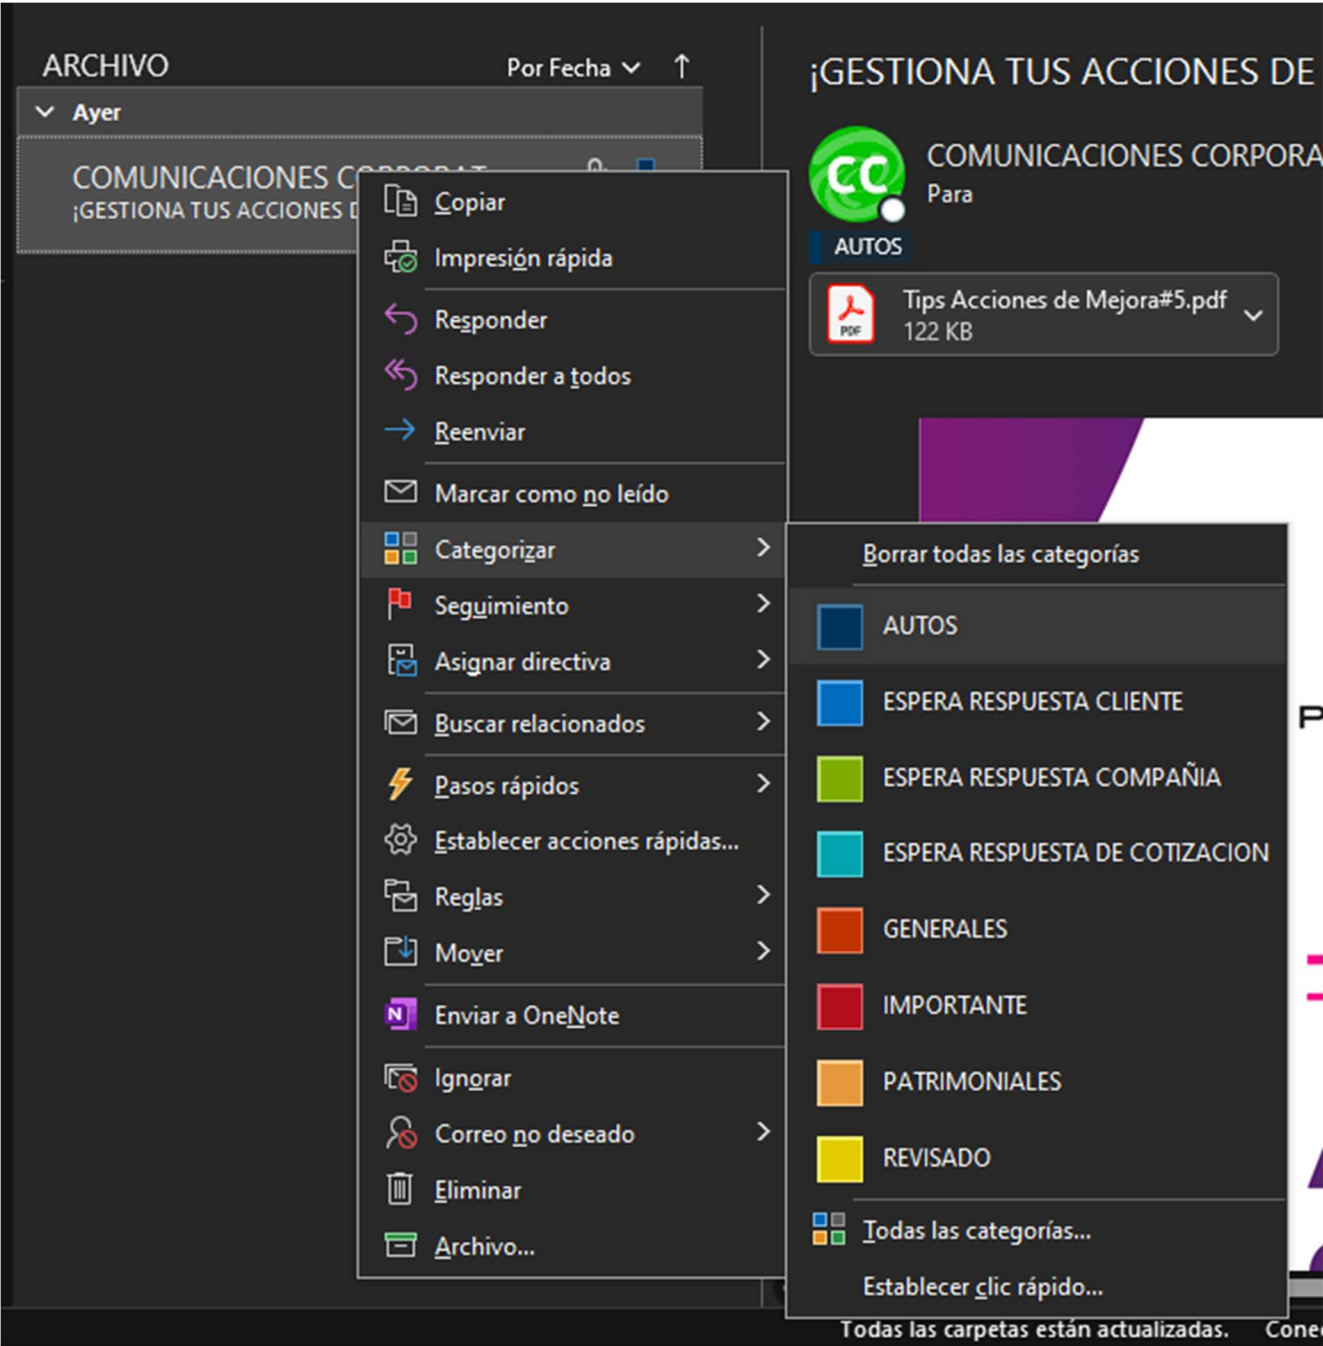 ARCHIVO
Por Fecha
Ayer
COMUNICACIONES
¡GESTIONA TUS ACCIONES
Copiar
Impresión rápida
Responder
Responder a todos
Reenviar
Marcar como no leído
Categorizar
Seguimiento
Asignar directiva
Buscar relacionados
Pasos rápidos
Establecer acciones rápidas...
Reglas
Mover
Enviar a OneNote
Ignorar
Correo no deseado
Eliminar
Archivo...
Borrar todas las categorías
AUTOS
ESPERA RESPUESTA CLIENTE
ESPERA RESPUESTA COMPAÑIA
ESPERA RESPUESTA DE COTIZACION
GENERALES
IMPORTANTE
PATRIMONIALES
REVISADO
Todas las categorías...
Establecer clic rápido...
¡GESTIONA TUS ACCIONES DE
CC
COMUNICACIONES CORPORA
Para
AUTOS
PDF
Tips Acciones de Mejora#5.pdf
122 KB
P
Todas las carpetas están actualizadas. Conec